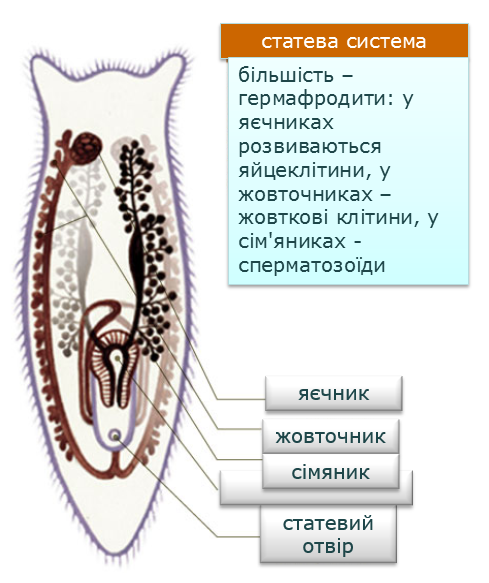 статева система
більшість –
гермафродити: у
яєчниках
розвиваються
яйцеклітини, у
жовточниках –
жовткові клітини, у
сім'яниках -
сперматозоїди
яєчник
жовточник
сімяник
статевий
отвір